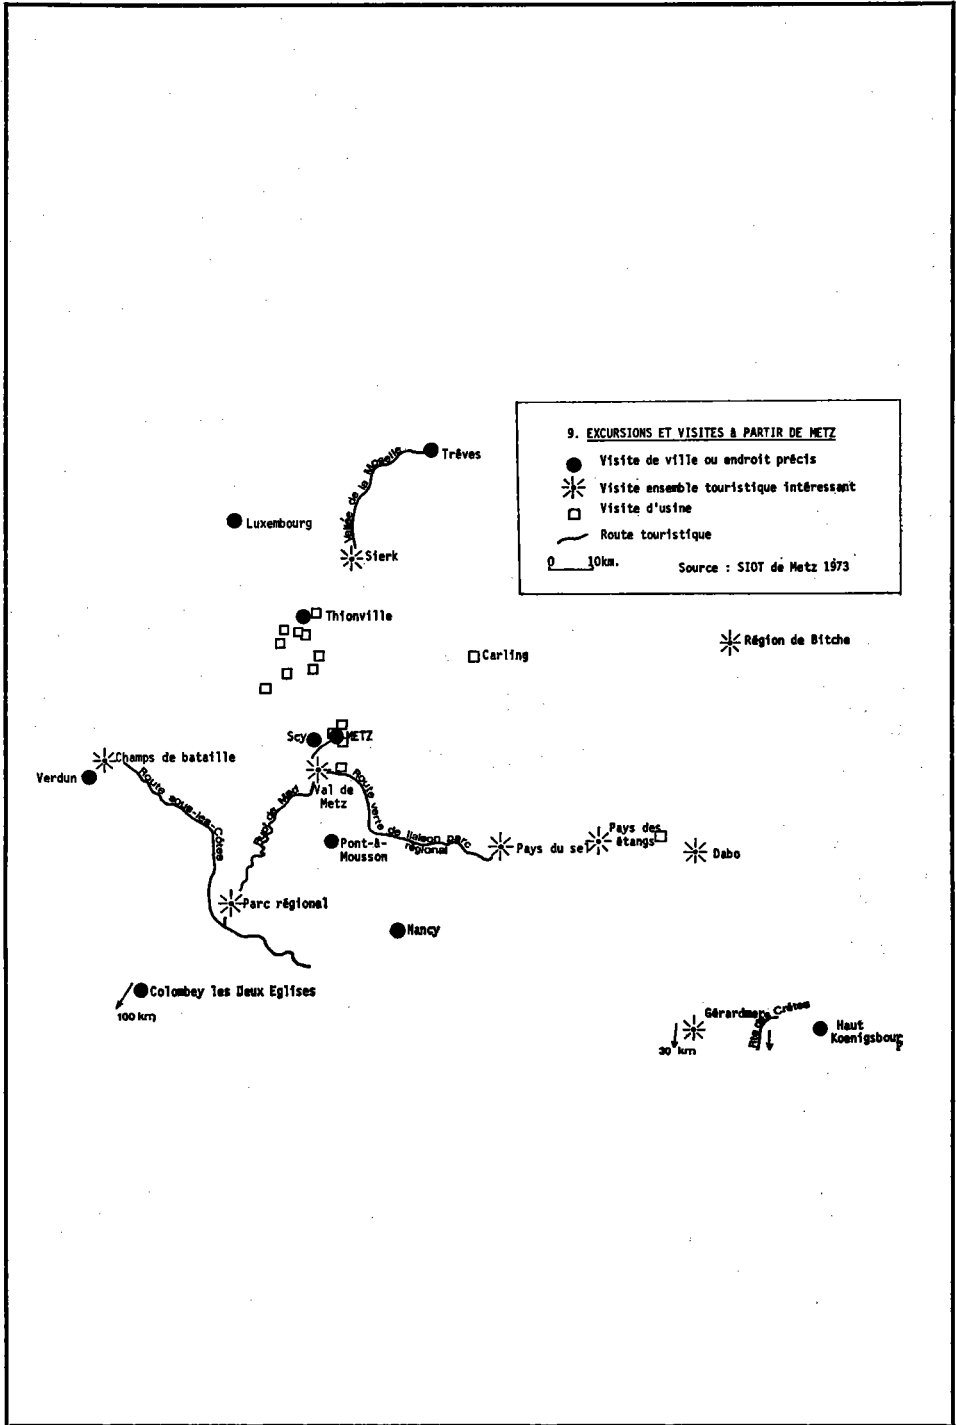 9. EXCURSIONS ET VISITES à PARTIR DE METZ
Visite de ville ou endroit précis
Visite ensemble touristique intéressant
Visite d'usine
Route touristique
0 10km.
Source : SIOT de Metz 1973
Trêves
Vallée de la Moselle
Luxembourg
Sierk
Thionville
Carling
Région de Bitche
Scy
METZ
Champs de bataille
Verdun
Route sous-les-Côtes
Val de
Metz
Rupt de Mad
Route verte de liaison parc
régional
Pont-à-
Mousson
Pays du sel
Pays des
étangs
Dabo
Parc régional
Nancy
Colombey les Deux Eglises
100 km
Gérardmer
30 km
Rte des Crêtes
Haut
Koenigsbourg